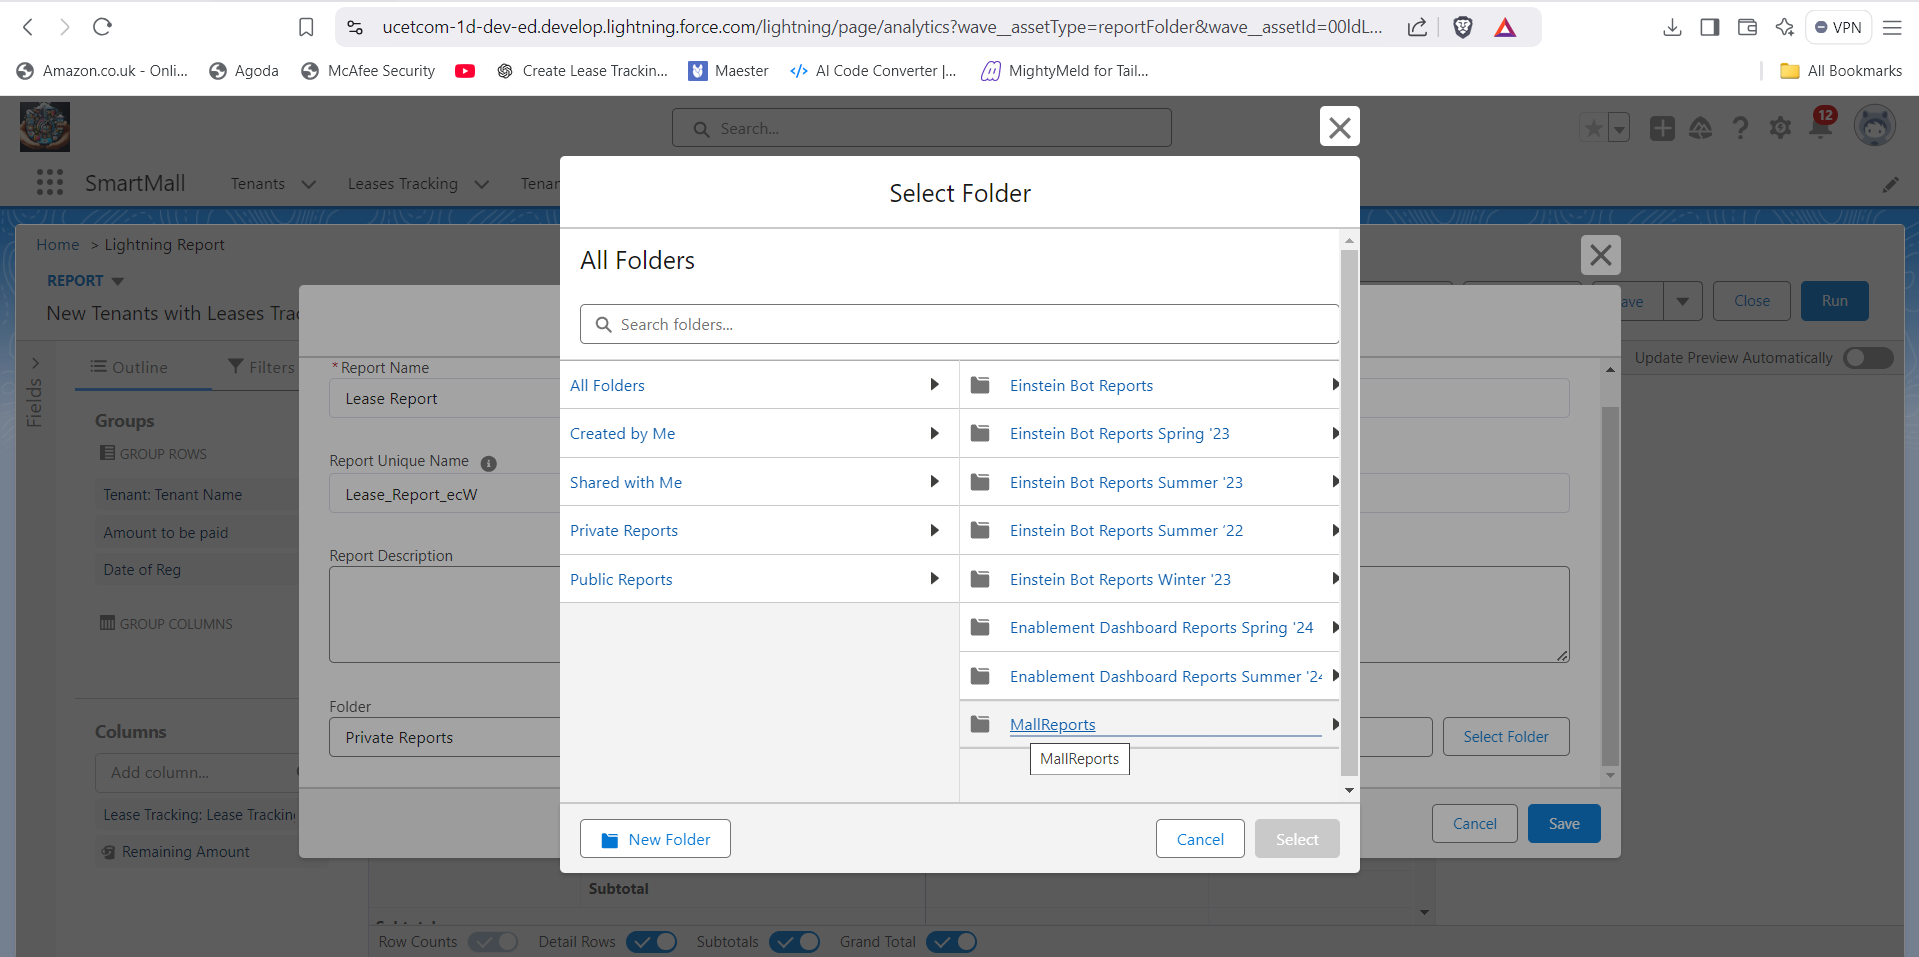 ucetcom-1d-dev-ed.develop.lightning.force.com/lightning/page/analytics?wave__assetType=reportFolder&wave__assetId=00ldL...
VPN
Amazon.co.uk - Onli...
Agoda
McAfee Security
Create Lease Trackin...
Maester
AI Code Converter |...
MightyMeld for Tail...
All Bookmarks
Search...
12
SmartMall
Tenants
Leases Tracking
Tenan
Home > Lightning Report
REPORT
New Tenants with Leases Tra
ave
Close
Run
Fields
Outline
Filters
Update Preview Automatically
Groups
GROUP ROWS
Tenant: Tenant Name
Amount to be paid
Date of Reg
GROUP COLUMNS
Columns
Add column...
Lease Tracking: Lease Trackin
Remaining Amount
* Report Name
Lease Report
Report Unique Name
Lease_Report_ecW
Report Description
Folder
Private Reports
Select Folder
Cancel
Save
Select Folder
All Folders
Search folders...
All Folders
Created by Me
Shared with Me
Private Reports
Public Reports
Einstein Bot Reports
Einstein Bot Reports Spring '23
Einstein Bot Reports Summer '23
Einstein Bot Reports Summer ‘22
Einstein Bot Reports Winter '23
Enablement Dashboard Reports Spring '24
Enablement Dashboard Reports Summer '24
MallReports
MallReports
New Folder
Cancel
Select
Subtotal
Row Counts
Detail Rows
Subtotals
Grand Total